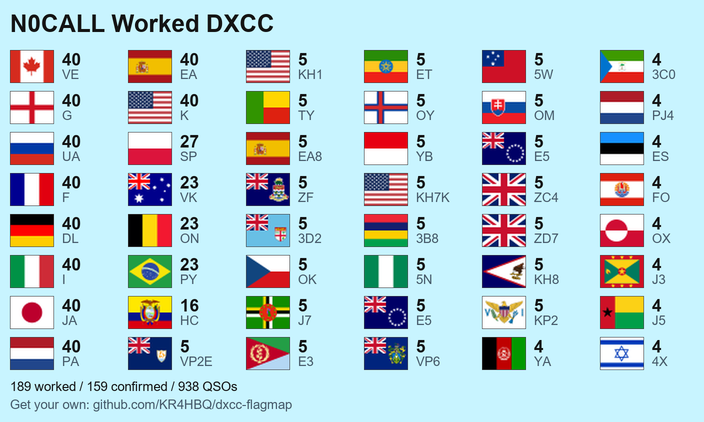 N0CALL Worked DXCC
40
VE
40
G
40
UA
40
F
40
DL
40
I
40
JA
40
PA
40
EA
40
K
27
SP
23
VK
23
ON
23
PY
16
HC
5
VP2E
5
KH1
5
TY
5
EA8
5
ZF
5
3D2
5
OK
5
J7
5
E3
5
ET
5
OY
5
YB
5
KH7K
5
3B8
5
5N
5
E5
5
VP6
5
5W
5
OM
5
E5
5
ZC4
5
ZD7
5
KH8
5
KP2
4
YA
4
3C0
4
PJ4
4
ES
4
FO
4
OX
4
J3
4
J5
4
4X
189 worked / 159 confirmed / 938 QSOs
Get your own: github.com/KR4HBQ/dxcc-flagmap